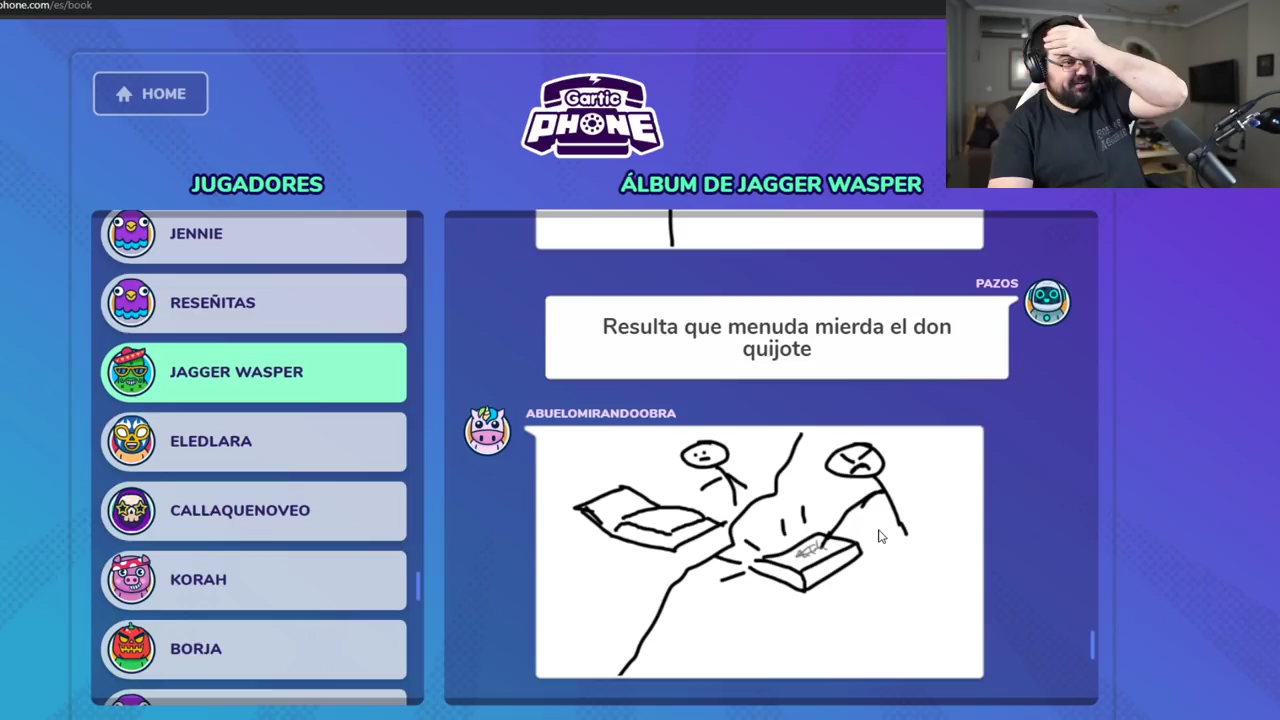 phone.com/es/book
HOME
Gartic
PHONE
JUGADORES
ÁLBUM DE JAGGER WASPER
JENNIE
RESEÑITAS
JAGGER WASPER
ELEDLARA
CALLAQUENOVEO
KORAH
BORJA
PAZOS
Resulta que menuda mierda el don
quijote
ABUELOMIRANDOOBRA